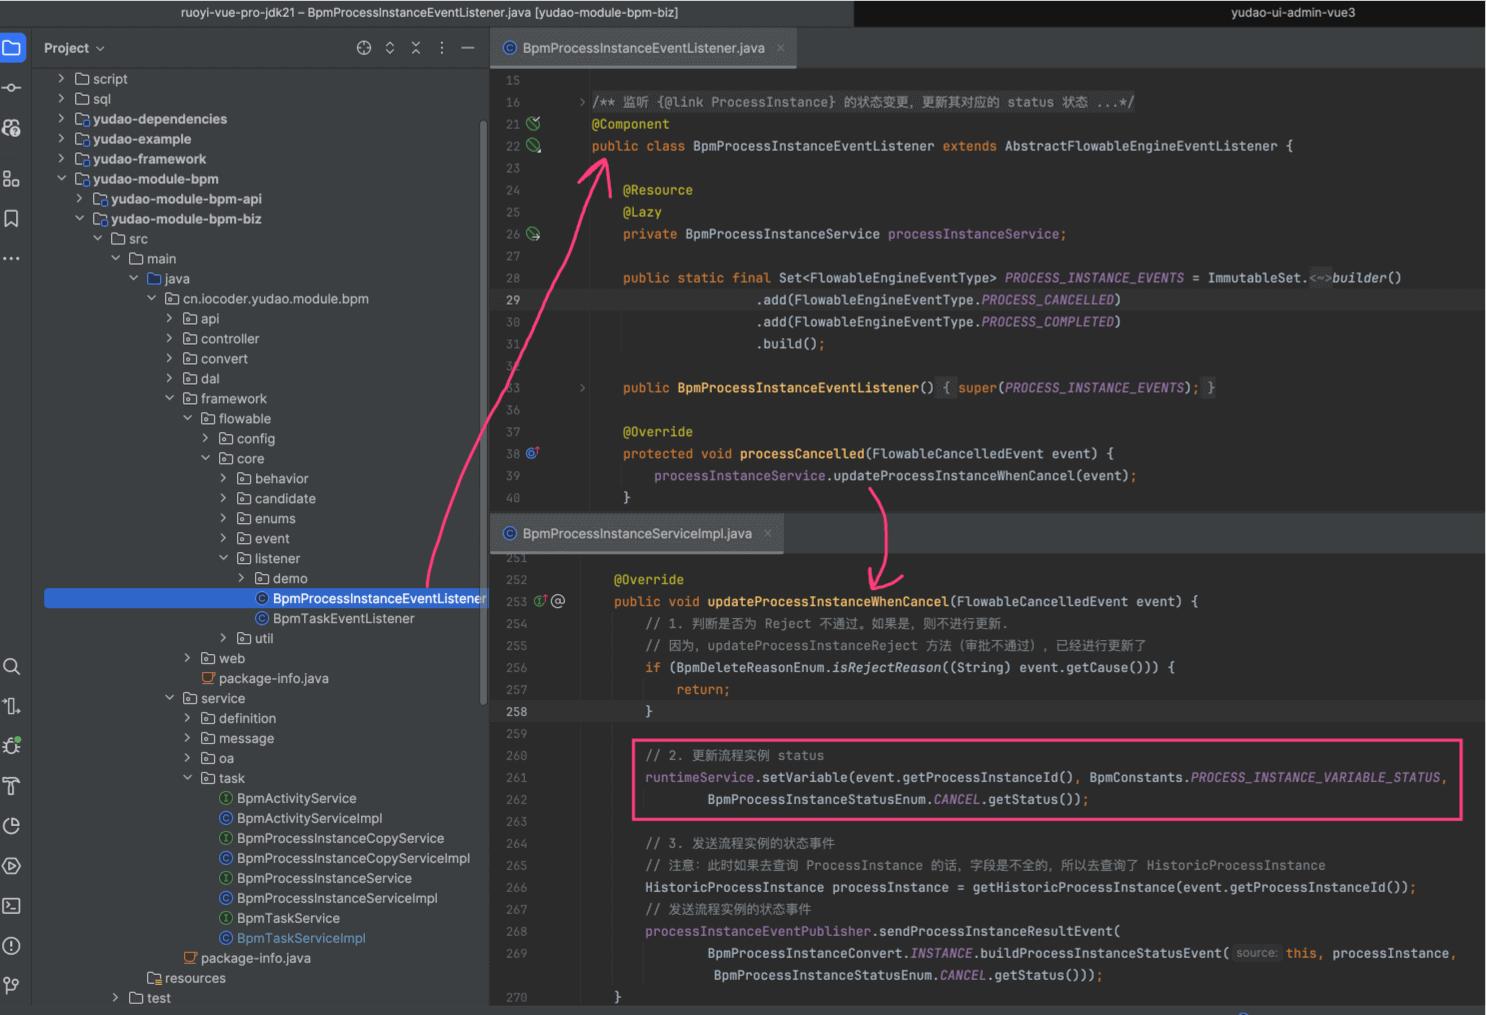 ruoyi-vue-pro-jdk21 – BpmProcessInstanceEventListener.java [yudao-module-bpm-biz]
yudao-ui-admin-vue3
Project
script
sql
yudao-dependencies
yudao-example
yudao-framework
yudao-module-bpm
yudao-module-bpm-api
yudao-module-bpm-biz
src
main
java
cn.iocoder.yudao.module.bpm
api
controller
convert
dal
framework
flowable
config
core
behavior
candidate
enums
event
listener
demo
BpmProcessInstanceEventListener
BpmTaskEventListener
util
web
package-info.java
service
definition
message
oa
task
BpmActivityService
BpmActivityServiceImpl
BpmProcessInstanceCopyService
BpmProcessInstanceCopyServiceImpl
BpmProcessInstanceService
BpmProcessInstanceServiceImpl
BpmTaskService
BpmTaskServiceImpl
package-info.java
resources
test
BpmProcessInstanceEventListener.java
15
16 /** 监听 {@link ProcessInstance} 的状态变更，更新其对应的 status 状态 ...*/
21 @Component
22 public class BpmProcessInstanceEventListener extends AbstractFlowableEngineEventListener {
23
24 @Resource
25 @Lazy
26 private BpmProcessInstanceService processInstanceService;
27
28 public static final Set<FlowableEngineEventType> PROCESS_INSTANCE_EVENTS = ImmutableSet.<~>builder()
29 .add(FlowableEngineEventType.PROCESS_CANCELLED)
30 .add(FlowableEngineEventType.PROCESS_COMPLETED)
31 .build();
32
33 public BpmProcessInstanceEventListener() { super(PROCESS_INSTANCE_EVENTS); }
36
37 @Override
38 protected void processCancelled(FlowableCancelledEvent event) {
39 processInstanceService.updateProcessInstanceWhenCancel(event);
40 }
BpmProcessInstanceServiceImpl.java
251
252 @Override
253 public void updateProcessInstanceWhenCancel(FlowableCancelledEvent event) {
254 // 1. 判断是否为 Reject 不通过。如果是，则不进行更新.
255 // 因为，updateProcessInstanceReject 方法（审批不通过），已经进行更新了
256 if (BpmDeleteReasonEnum.isRejectReason((String) event.getCause())) {
257 return;
258 }
259
260 // 2. 更新流程实例 status
261 runtimeService.setVariable(event.getProcessInstanceId(), BpmConstants.PROCESS_INSTANCE_VARIABLE_STATUS,
262 BpmProcessInstanceStatusEnum.CANCEL.getStatus());
263
264 // 3. 发送流程实例的状态事件
265 // 注意：此时如果去查询 ProcessInstance 的话，字段是不全的，所以去查询了 HistoricProcessInstance
266 HistoricProcessInstance processInstance = getHistoricProcessInstance(event.getProcessInstanceId());
267 // 发送流程实例的状态事件
268 processInstanceEventPublisher.sendProcessInstanceResultEvent(
269 BpmProcessInstanceConvert.INSTANCE.buildProcessInstanceStatusEvent( source: this, processInstance,
BpmProcessInstanceStatusEnum.CANCEL.getStatus()));
270 }